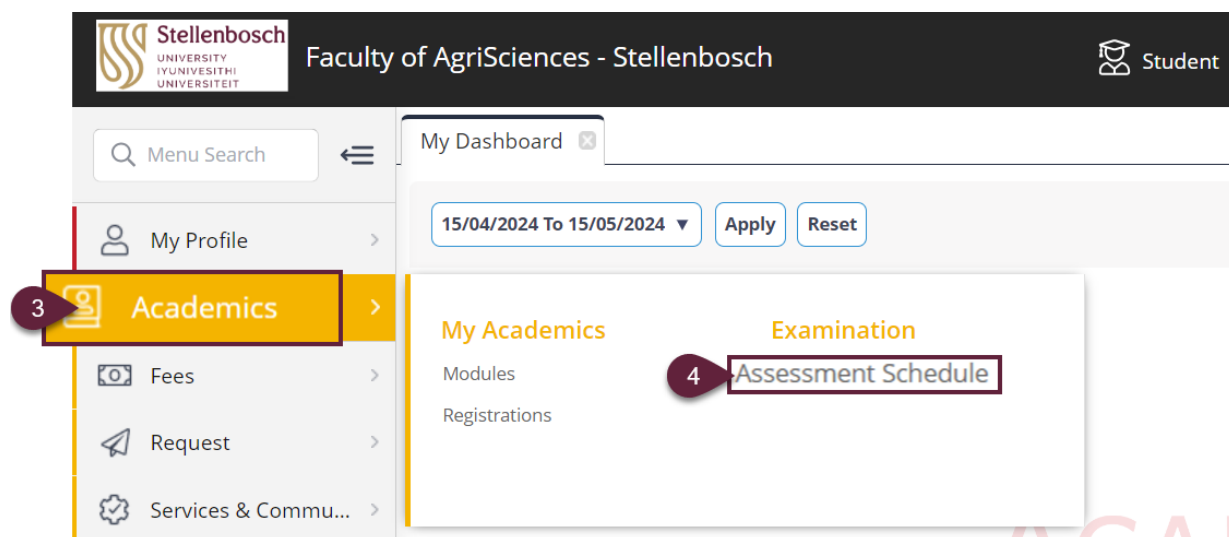 Stellenbosch
UNIVERSITY
IYUNIVESITHI
UNIVERSITEIT
Faculty of AgriSciences - Stellenbosch
Student
Menu Search
My Dashboard
15/04/2024 To 15/05/2024 ▼
Apply
Reset
My Profile
3
Academics
My Academics
Examination
Modules
4
Assessment Schedule
Registrations
Fees
Request
Services & Commu...
ACA